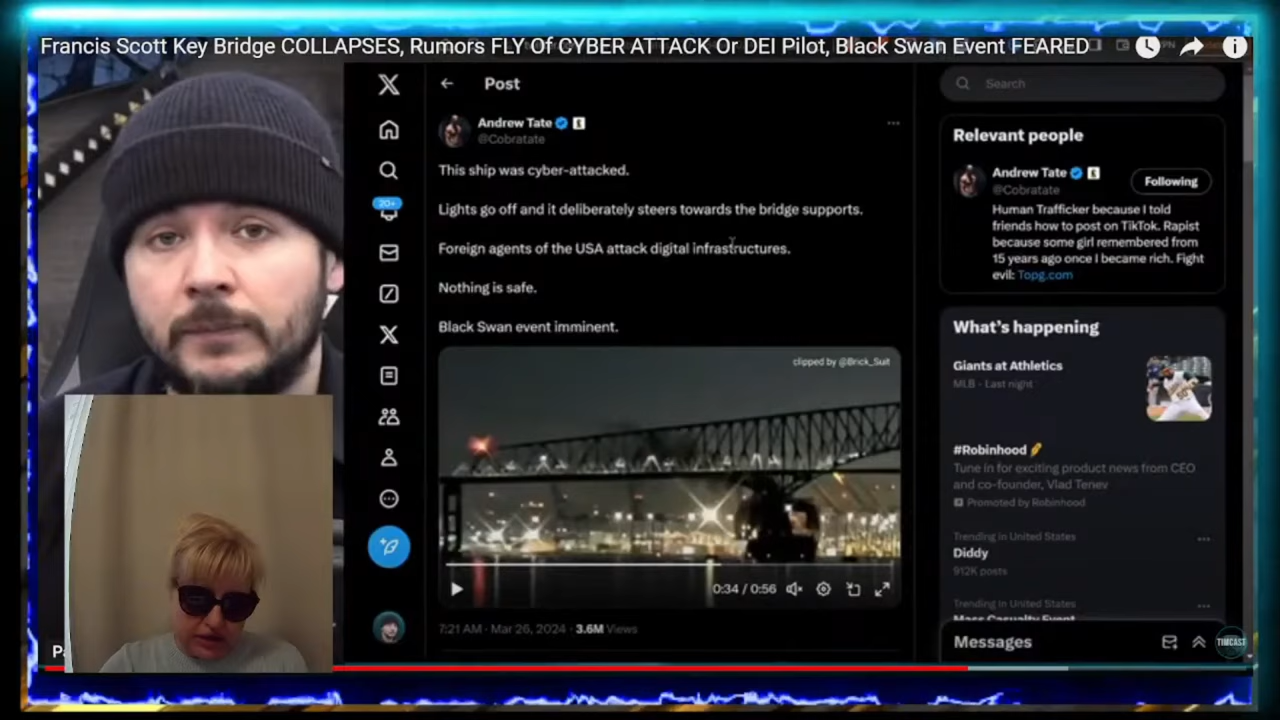 Francis Scott Key Bridge COLLAPSES, Rumors FLY Of CYBER ATTACK Or DEI Pilot, Black Swan Event FEARED
Post
Andrew Tate
@Cobratate
This ship was cyber-attacked.
Lights go off and it deliberately steers towards the bridge supports.
Foreign agents of the USA attack digital infrastructures.
Nothing is safe.
Black Swan event imminent.
clipped by @Brick_Suit
0:34 / 0:56
7:21 AM · Mar 26, 2024 · 3.6M Views
20+
Search
Relevant people
Andrew Tate
@Cobratate
Following
Human Trafficker because I told
friends how to post on TikTok. Rapist
because some girl remembered from
15 years ago once I became rich. Fight
evil: Topg.com
What's happening
Giants at Athletics
MLB · Last night
#Robinhood
Tune in for exciting product news from CEO
and co-founder, Vlad Tenev
Promoted by Robinhood
Trending in United States
Diddy
912K posts
Trending in United States
Mass Casualty Event
Messages
TIMCAST